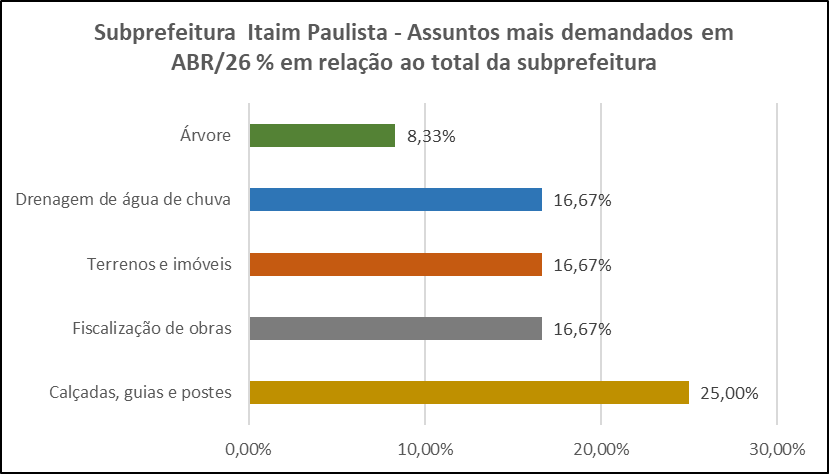 Subprefeitura Itaim Paulista - Assuntos mais demandados em
ABR/26 % em relação ao total da subprefeitura
Árvore
8,33%
Drenagem de água de chuva
16,67%
Terrenos e imóveis
16,67%
Fiscalização de obras
16,67%
Calçadas, guias e postes
25,00%
0,00%
10,00%
20,00%
30,00%